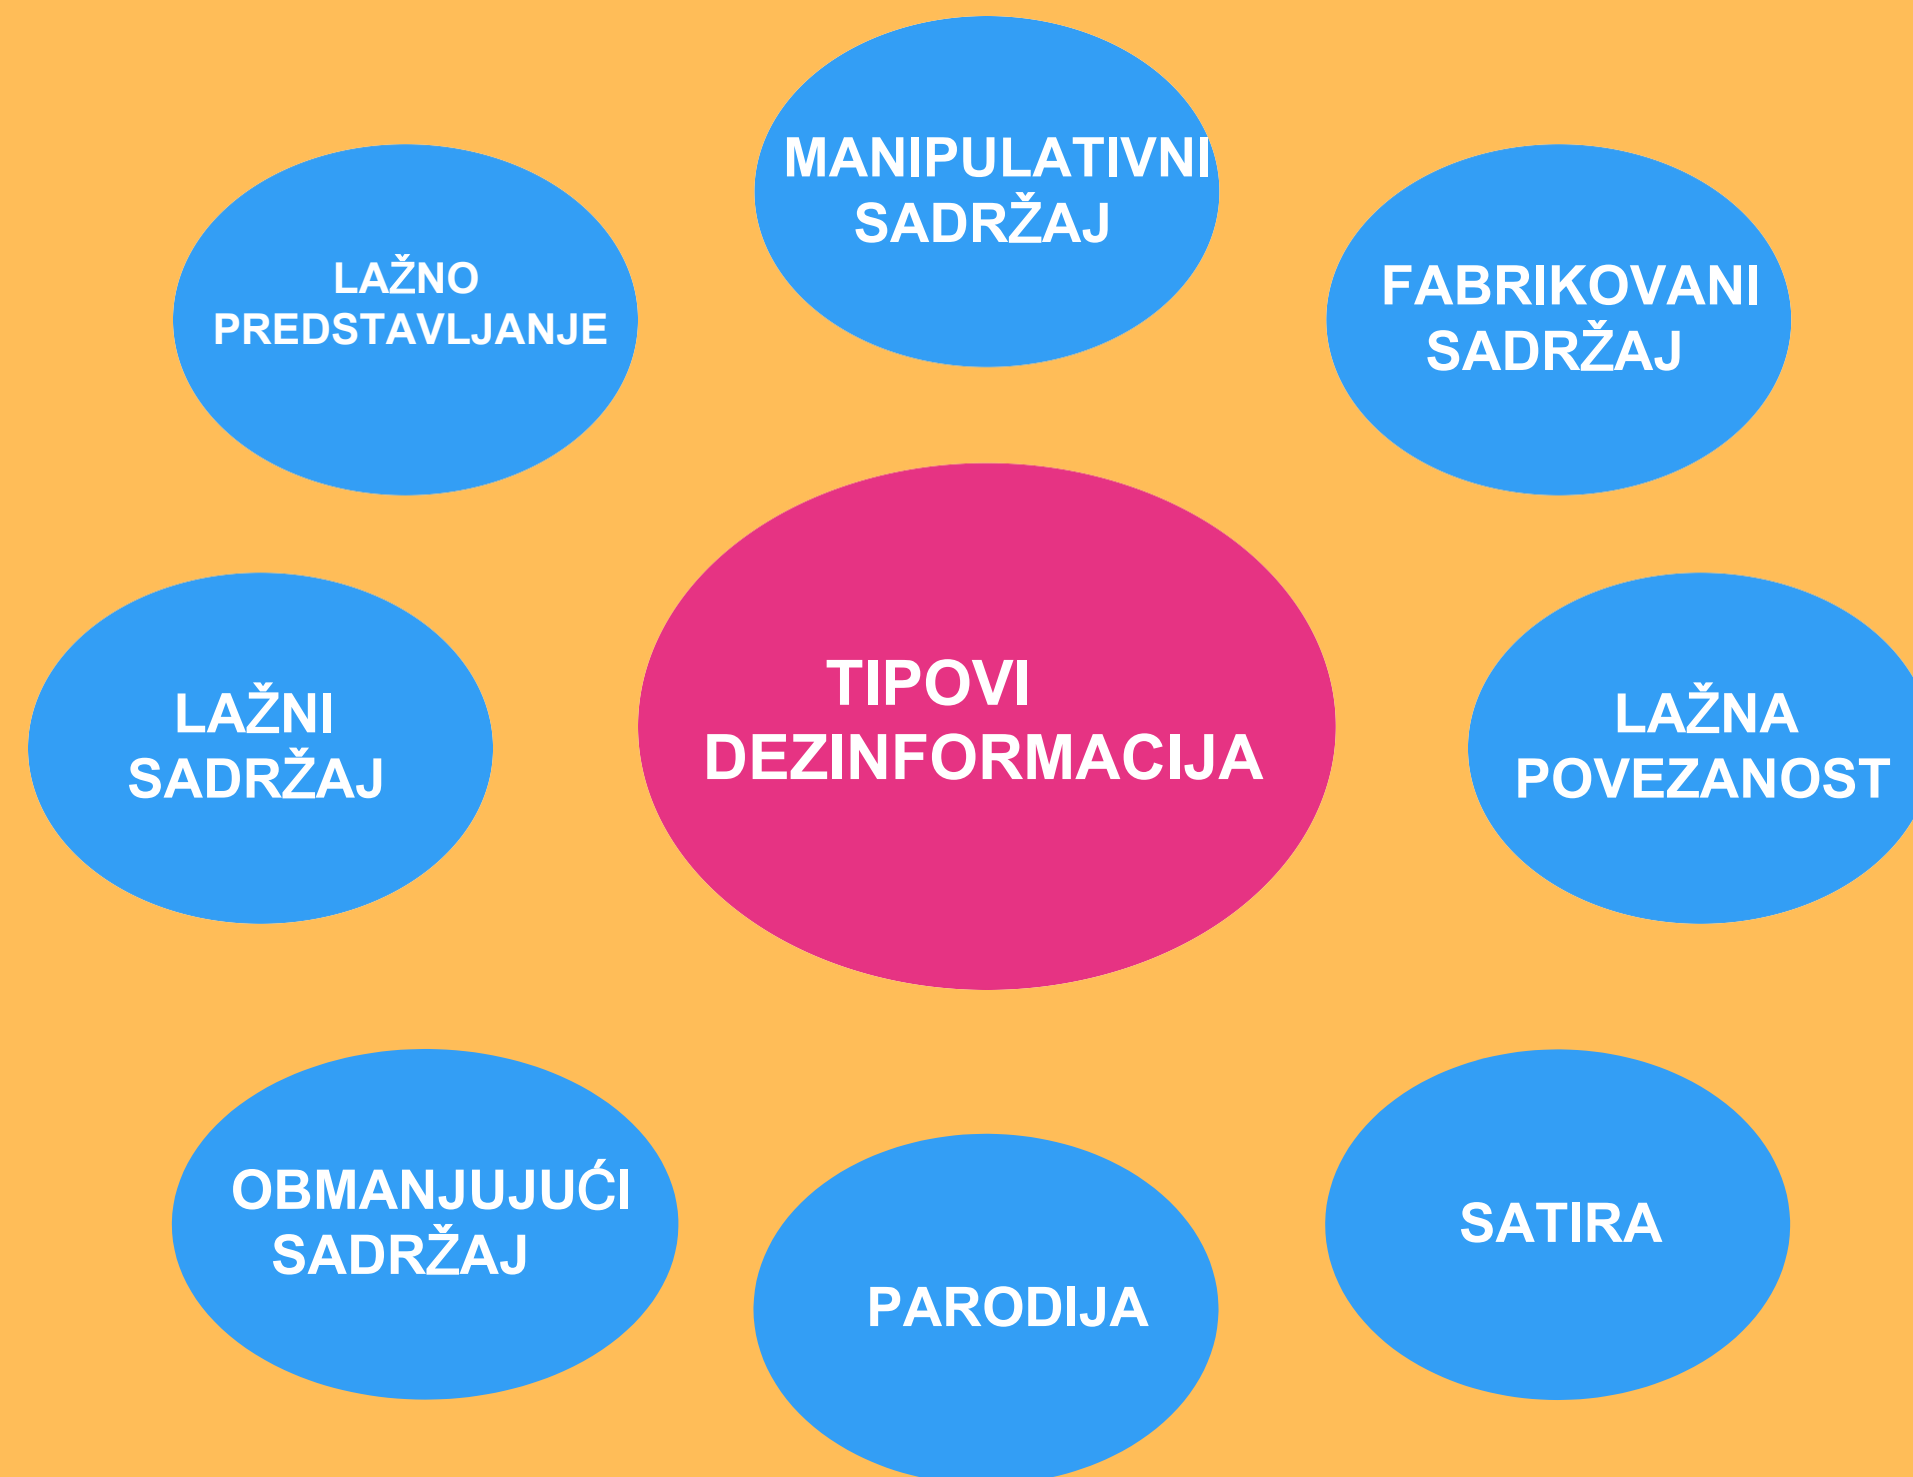 MANIPULATIVNI
SADRŽAJ
LAŽNO
PREDSTAVLJANJE
FABRIKOVANI
SADRŽAJ
TIPOVI
DEZINFORMACIJA
LAŽNI
SADRŽAJ
LAŽNA
POVEZANOST
OBMANJUJUĆI
SADRŽAJ
PARODIJA
SATIRA